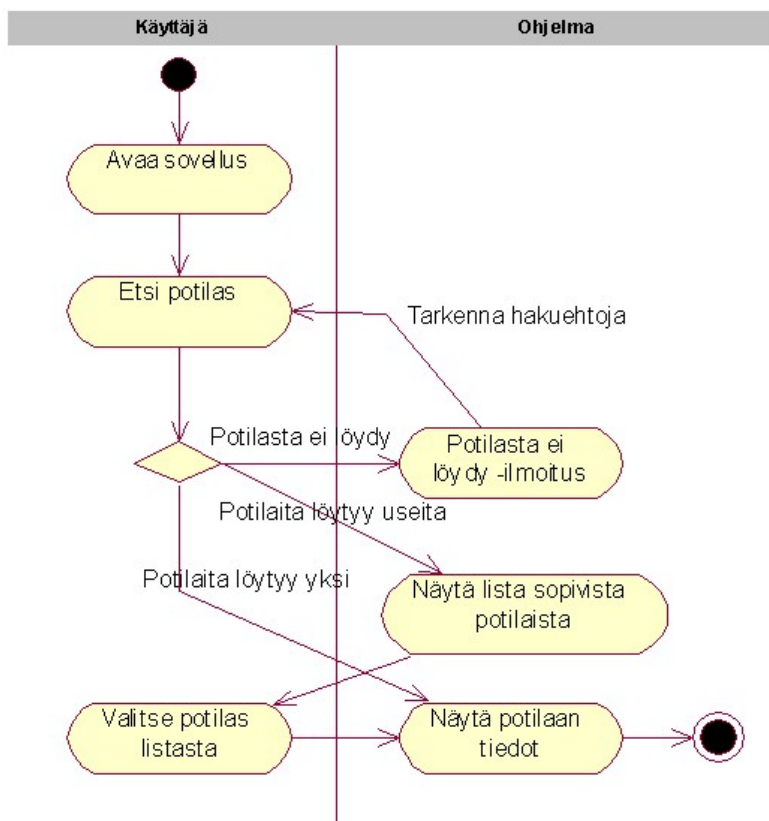 Käyttäjä
Ohjelma
Avaa sovellus
Etsi potilas
Tarkenna hakuehtoja
Potilasta ei löydy
Potilasta ei
löydy -ilmoitus
Potilaita löytyy useita
Potilaita löytyy yksi
Näytä lista sopivista
potilaista
Valitse potilas
listasta
Näytä potilaan
tiedot